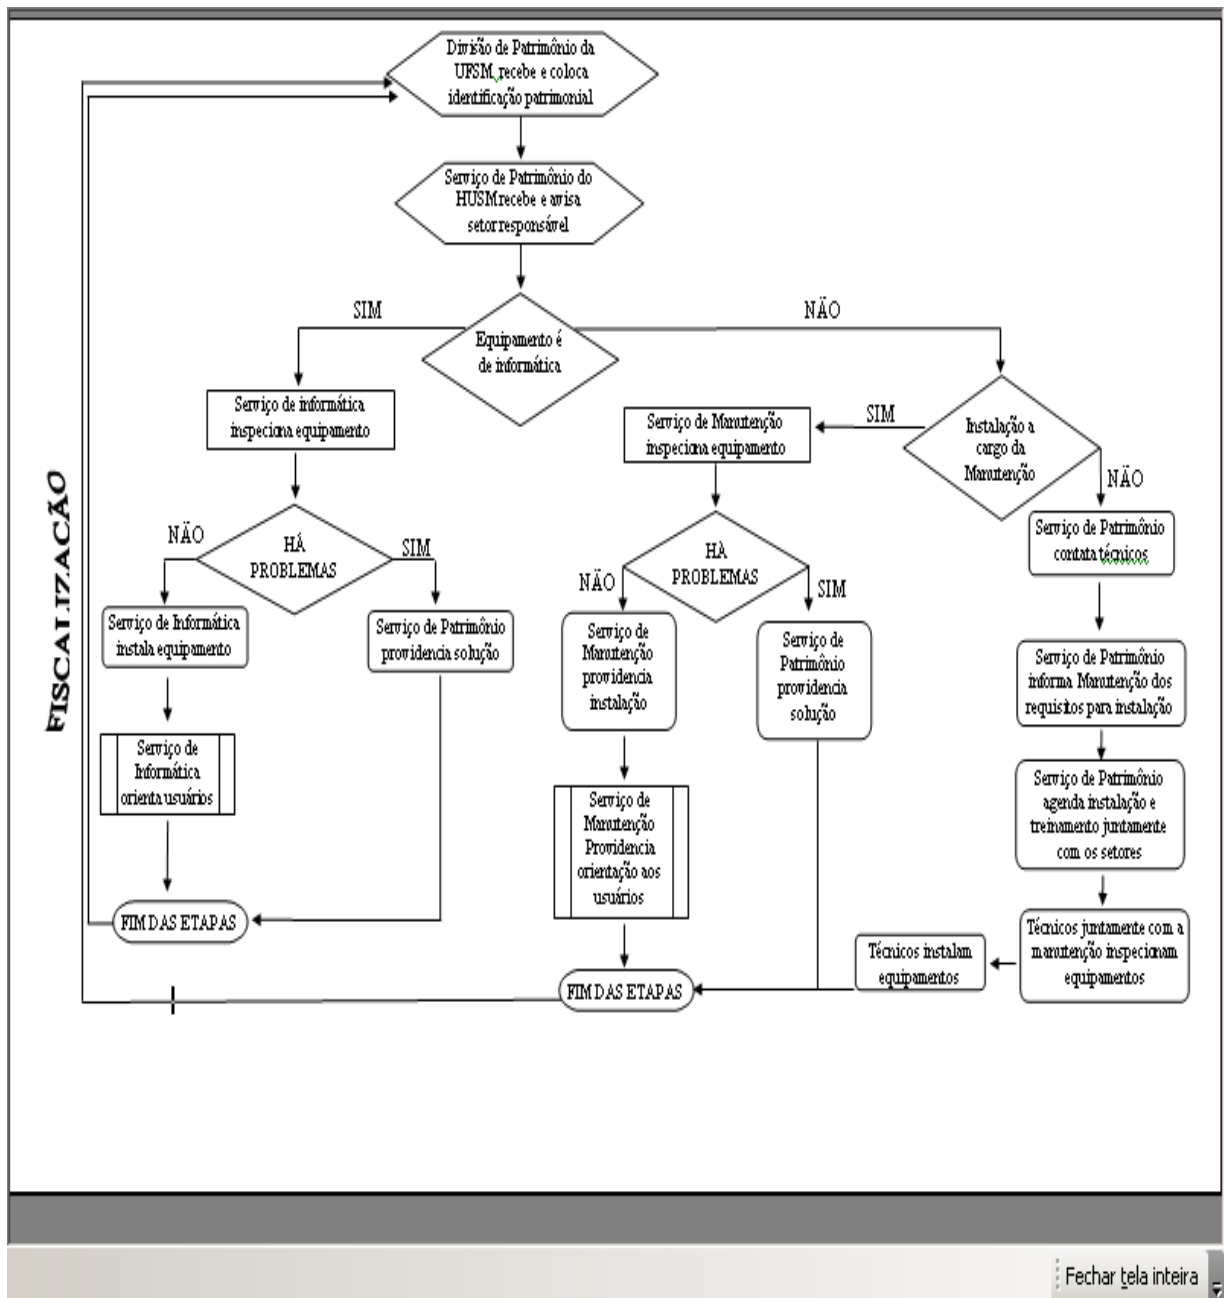 Divisão de Patrimônio da
UFSM, recebe e coloca
identificação patrimonial
Serviço de Patrimônio do
HUSM recebe e avisa
setor responsável
SIM
NÃO
Equipamento é
de informática
Serviço de informática
inspeciona equipamento
Serviço de Manutenção
inspeciona equipamento
SIM
Instalação a
cargo da
Manutenção
NÃO
FISCALIZACÃO
NÃO
HÁ
PROBLEMAS
SIM
HÀ
PROBLEMAS
NÃO
SIM
Serviço de Patrimônio
contata técnicos
Serviço de Informática
instala equipamento
Serviço de Patrimônio
providencia solução
Serviço de
Manutenção
providencia
instalação
Serviço de
Patrimônio
providencia
solução
Serviço de Patrimônio
informa Manutenção dos
requisitos para instalação
Serviço de
Informática
orienta usuários
Serviço de
Manutenção
Providencia
orientação aos
usuários
Serviço de Patrimônio
agenda instalação e
treinamento juntamente
com os setores
FIM DAS ETAPAS
Técnicos instalam
equipamentos
Técnicos juntamente com a
manutenção inspecionam
equipamentos
FIM DAS ETAPAS
Fechar tela inteira